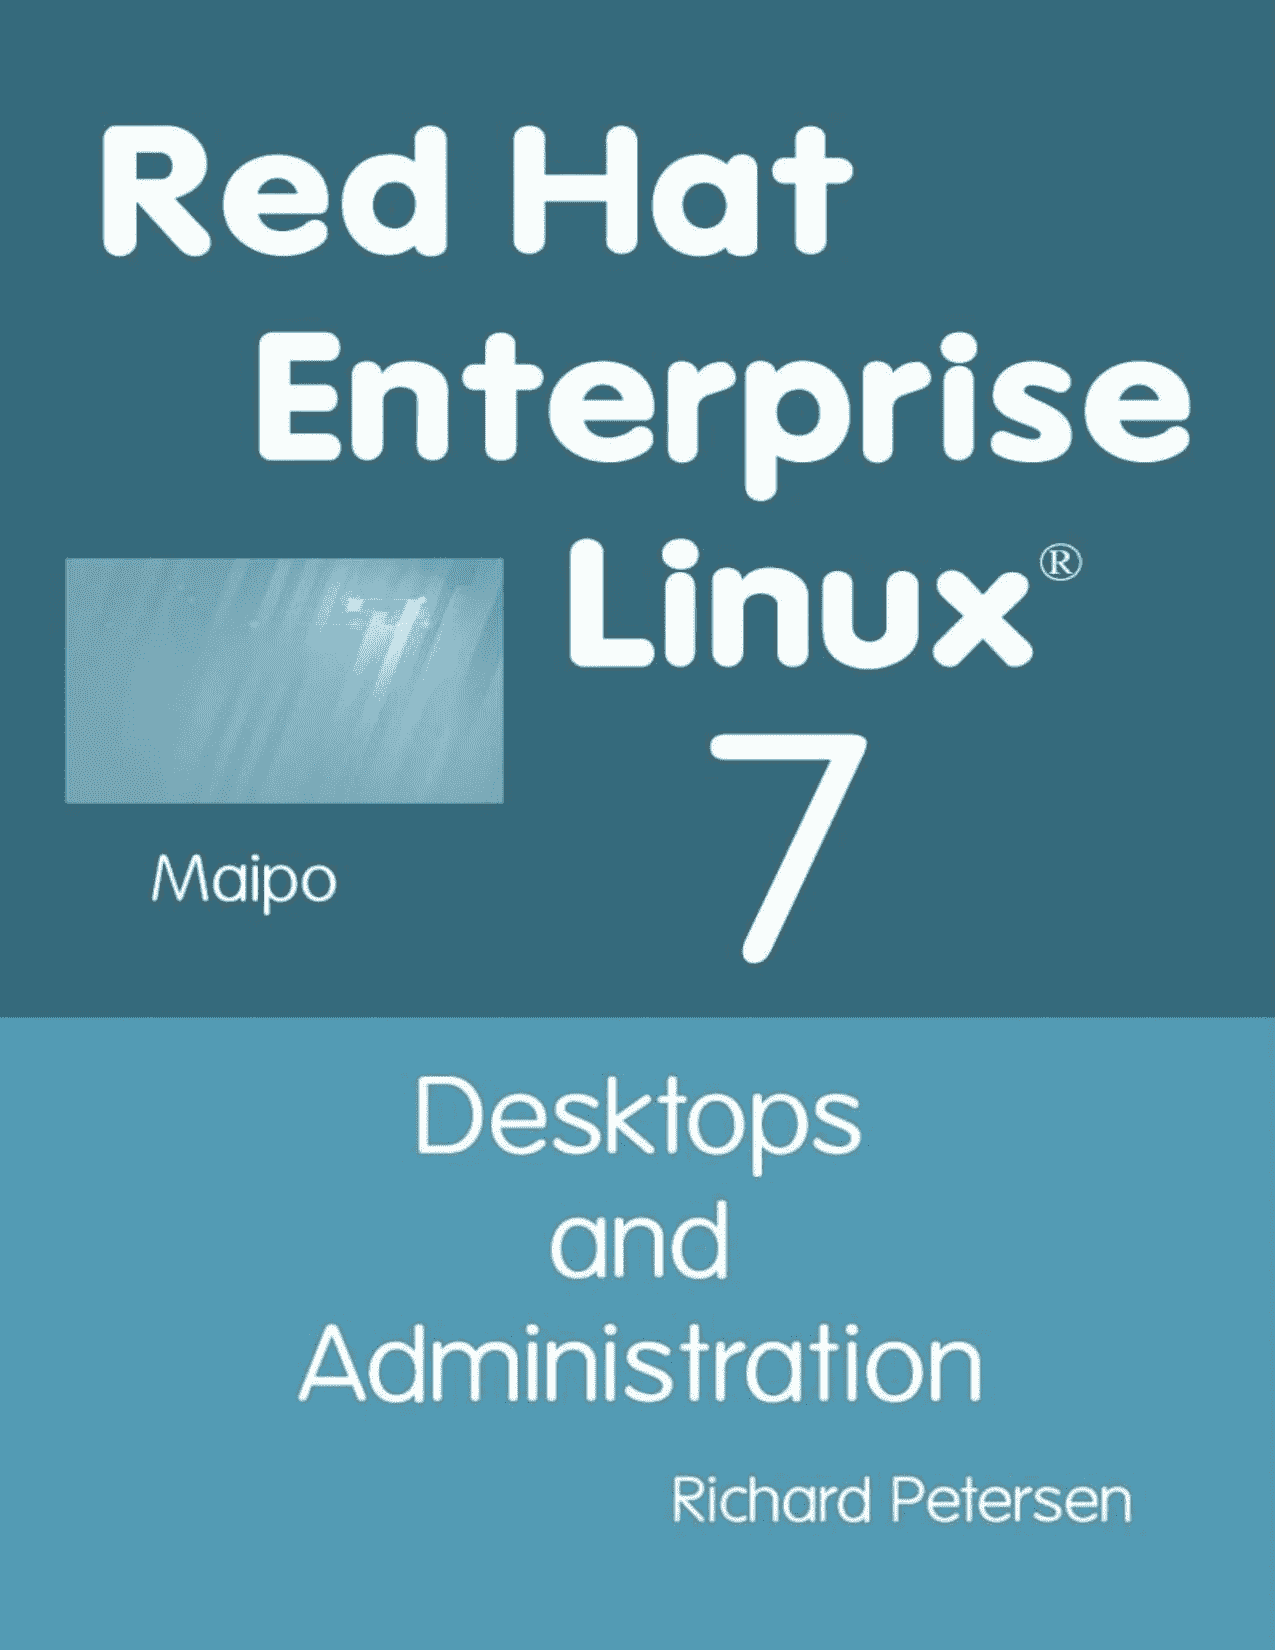 Red Hat
Enterprise
Linux®
7
Maipo
Desktops
and
Administration
Richard Petersen